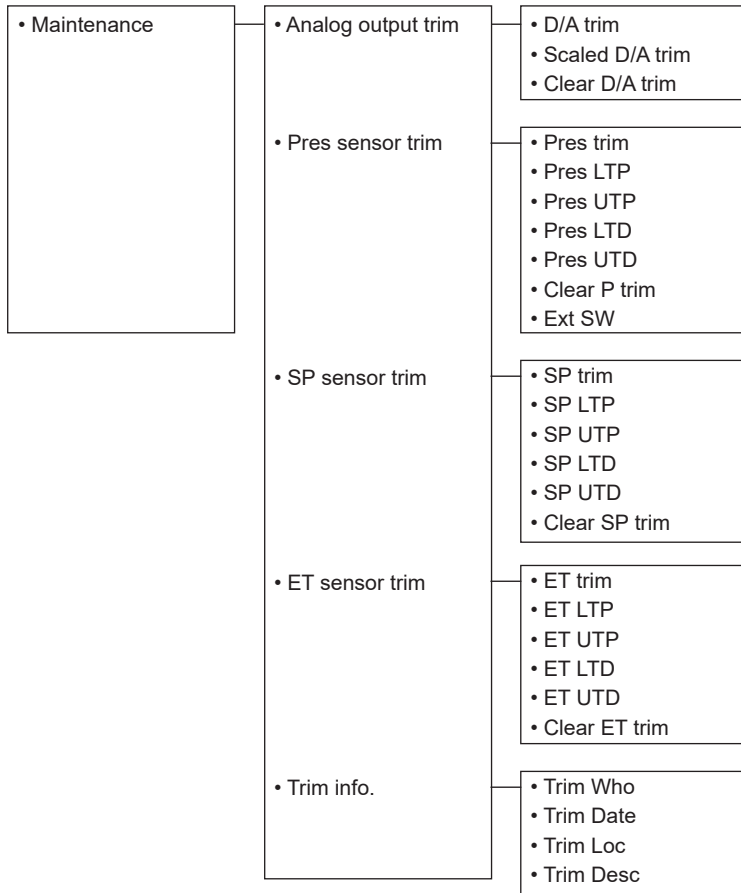 • Maintenance
• Analog output trim
• D/A trim
• Scaled D/A trim
• Clear D/A trim
• Pres sensor trim
• Pres trim
• Pres LTP
• Pres UTP
• Pres LTD
• Pres UTD
• Clear P trim
• Ext SW
• SP sensor trim
• SP trim
• SP LTP
• SP UTP
• SP LTD
• SP UTD
• Clear SP trim
• ET sensor trim
• ET trim
• ET LTP
• ET UTP
• ET LTD
• ET UTD
• Clear ET trim
• Trim info.
• Trim Who
• Trim Date
• Trim Loc
• Trim Desc